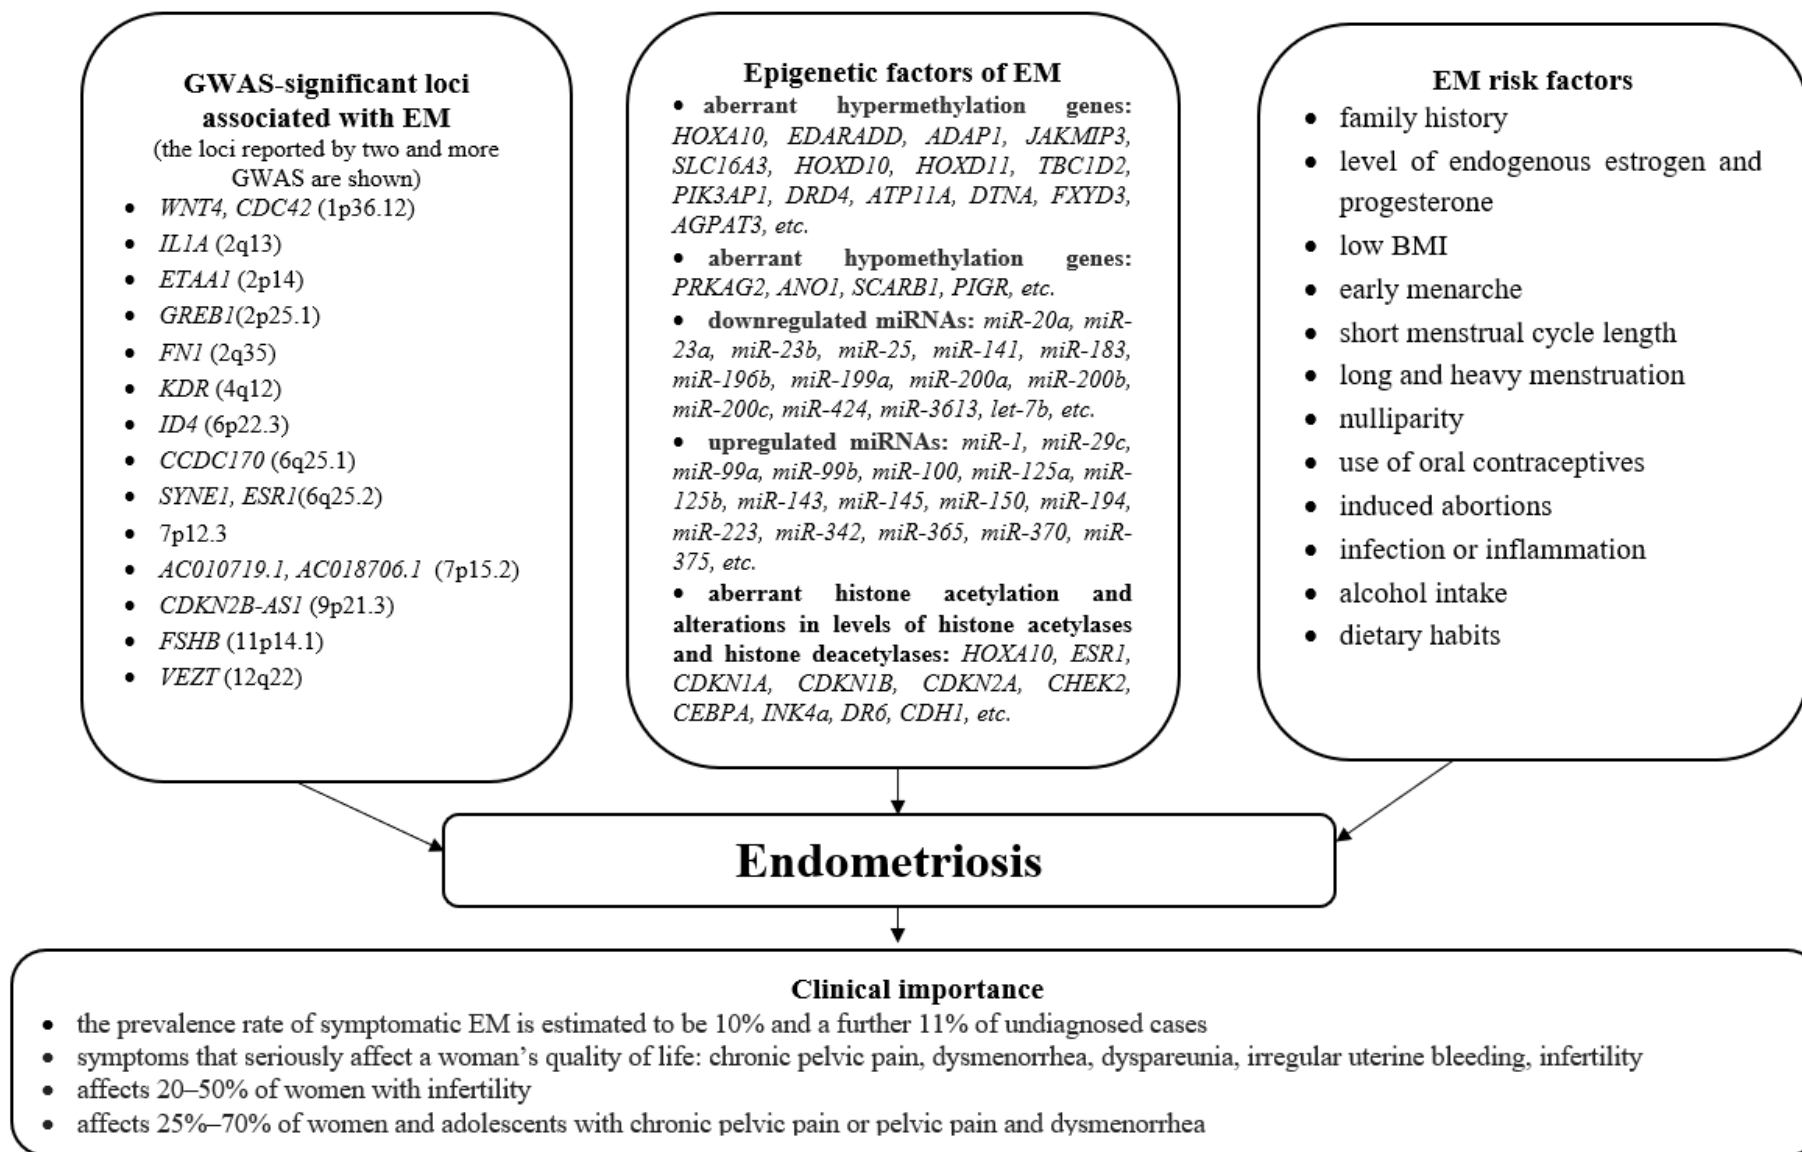 GWAS-significant loci
associated with EM
(the loci reported by two and more
GWAS are shown)
• WNT4, CDC42 (1p36.12)
• IL1A (2q13)
• ETAA1 (2p14)
• GREB1(2p25.1)
• FN1 (2q35)
• KDR (4q12)
• ID4 (6p22.3)
• CCDC170 (6q25.1)
• SYNE1, ESR1(6q25.2)
• 7p12.3
• AC010719.1, AC018706.1 (7p15.2)
• CDKN2B-AS1 (9p21.3)
• FSHB (11p14.1)
• VEZT (12q22)
Epigenetic factors of EM
• aberrant hypermethylation genes:
HOXA10, EDARADD, ADAP1, JAKMIP3,
SLC16A3, HOXD10, HOXD11, TBC1D2,
PIK3AP1, DRD4, ATP11A, DTNA, FXYD3,
AGPAT3, etc.
• aberrant hypomethylation genes:
PRKAG2, ANO1, SCARB1, PIGR, etc.
• downregulated miRNAs: miR-20a, miR-
23a, miR-23b, miR-25, miR-141, miR-183,
miR-196b, miR-199a, miR-200a, miR-200b,
miR-200c, miR-424, miR-3613, let-7b, etc.
• upregulated miRNAs: miR-1, miR-29c,
miR-99a, miR-99b, miR-100, miR-125a, miR-
125b, miR-143, miR-145, miR-150, miR-194,
miR-223, miR-342, miR-365, miR-370, miR-
375, etc.
• aberrant histone acetylation and
alterations in levels of histone acetylases
and histone deacetylases: HOXA10, ESR1,
CDKN1A, CDKN1B, CDKN2A, CHEK2,
CEBPA, INK4a, DR6, CDH1, etc.
EM risk factors
• family history
• level of endogenous estrogen and
progesterone
• low BMI
• early menarche
• short menstrual cycle length
• long and heavy menstruation
• nulliparity
• use of oral contraceptives
• induced abortions
• infection or inflammation
• alcohol intake
• dietary habits
Endometriosis
Clinical importance
• the prevalence rate of symptomatic EM is estimated to be 10% and a further 11% of undiagnosed cases
• symptoms that seriously affect a woman’s quality of life: chronic pelvic pain, dysmenorrhea, dyspareunia, irregular uterine bleeding, infertility
• affects 20–50% of women with infertility
• affects 25%–70% of women and adolescents with chronic pelvic pain or pelvic pain and dysmenorrhea